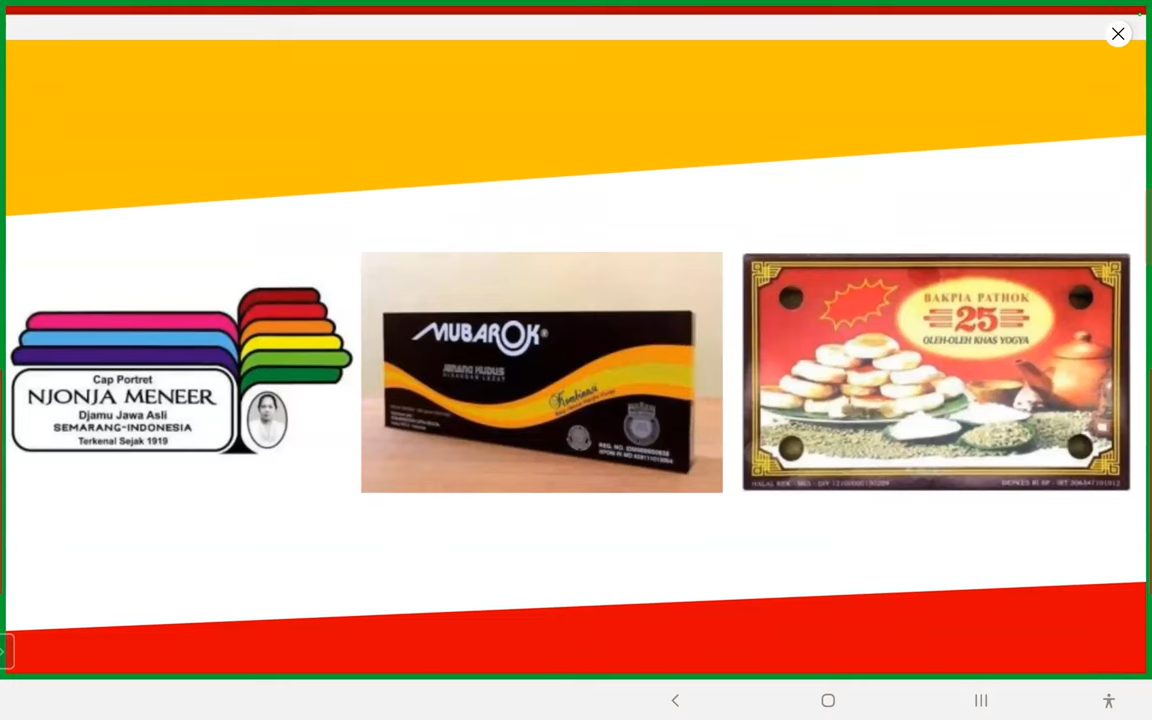 Cap Portret
NJONJA MENEER
Djamu Jawa Asli
SEMARANG-INDONESIA
Terkenal Sejak 1919
MUBAROK®
JENANG KUDUS
Kombinasi
BAKPIA PATHOK
25
OLEH-OLEH KHAS YOGYA